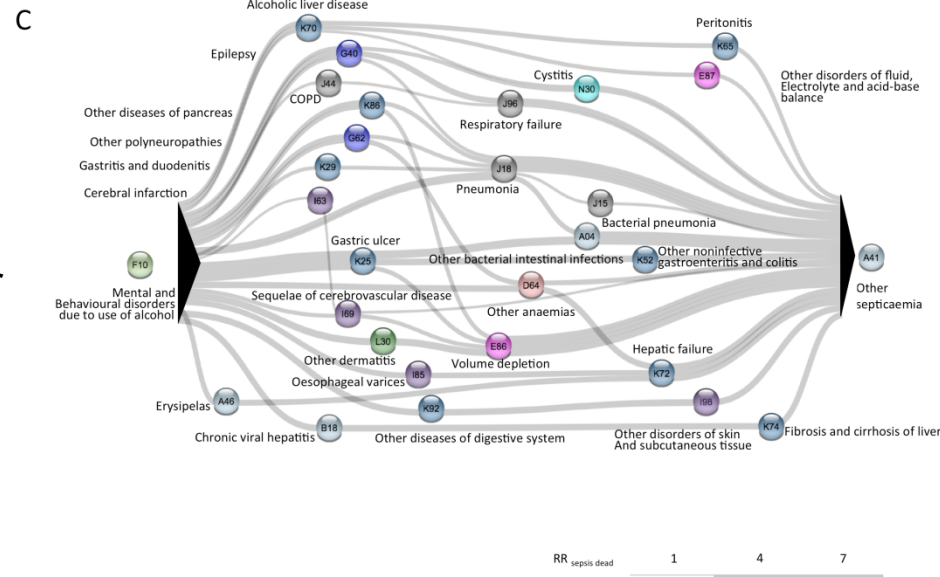 C
Alcoholic liver disease
K70
Peritonitis
K65
Epilepsy
G40
E87
Cystitis
N30
Other disorders of fluid,
Electrolyte and acid-base
balance
J44
COPD
K86
J96
Respiratory failure
Other diseases of pancreas
Other polyneuropathies
G62
Gastritis and duodenitis
K29
J18
Pneumonia
Cerebral infarction
I63
J15
Bacterial pneumonia
A04
Gastric ulcer
K25
Other bacterial intestinal infections
K52
Other noninfective
gastroenteritis and colitis
F10
A41
Mental and
Behavioural disorders
due to use of alcohol
Other
septicaemia
D64
Other anaemias
Sequelae of cerebrovascular disease
I69
L30
Other dermatitis
E86
Volume depletion
Hepatic failure
K72
Oesophageal varices
I85
Erysipelas
A46
K92
Other diseases of digestive system
I98
Other disorders of skin
And subcutaneous tissue
Chronic viral hepatitis
B18
K74
Fibrosis and cirrhosis of liver
RR sepsis dead
1
4
7